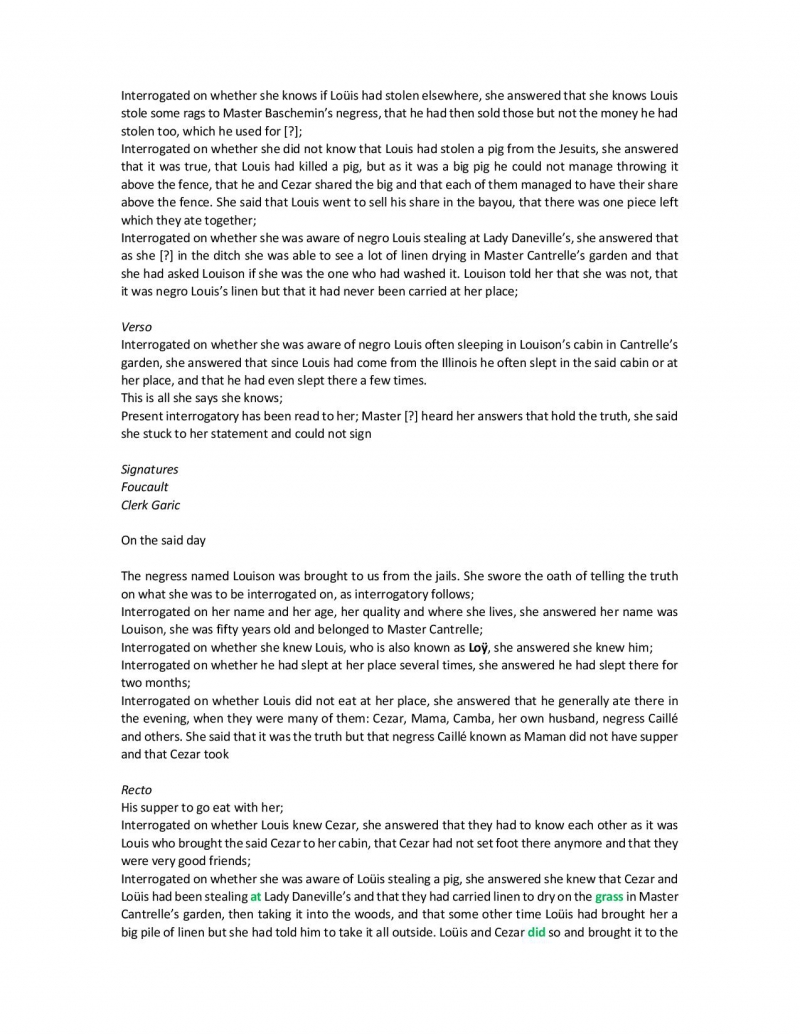 Interrogated on whether she knows if Loüis had stolen elsewhere, she answered that she knows Louis
stole some rags to Master Baschemin's negress, that he had then sold those but not the money he had
stolen too, which he used for [?];
Interrogated on whether she did not know that Louis had stolen a pig from the Jesuits, she answered
that it was true, that Louis had killed a pig, but as it was a big pig he could not manage throwing it
above the fence, that he and Cezar shared the big and that each of them managed to have their share
above the fence. She said that Louis went to sell his share in the bayou, that there was one piece left
which they ate together;
Interrogated on whether she was aware of negro Louis stealing at Lady Daneville's, she answered that
as she [?] in the ditch she was able to see a lot of linen drying in Master Cantrelle's garden and that
she had asked Louison if she was the one who had washed it. Louison told her that she was not, that
it was negro Louis's linen but that it had never been carried at her place;
Verso
Interrogated on whether she was aware of negro Louis often sleeping in Louison's cabin in Cantrelle's
garden, she answered that since Louis had come from the Illinois he often slept in the said cabin or at
her place, and that he had even slept there a few times.
This is all she says she knows;
Present interrogatory has been read to her; Master [?] heard her answers that hold the truth, she said
she stuck to her statement and could not sign
Signatures
Foucault
Clerk Garic
On the said day
The negress named Louison was brought to us from the jails. She swore the oath of telling the truth
on what she was to be interrogated on, as interrogatory follows;
Interrogated on her name and her age, her quality and where she lives, she answered her name was
Louison, she was fifty years old and belonged to Master Cantrelle;
Interrogated on whether she knew Louis, who is also known as Loÿ, she answered she knew him;
Interrogated on whether he had slept at her place several times, she answered he had slept there for
two months;
Interrogated on whether Louis did not eat at her place, she answered that he generally ate there in
the evening, when they were many of them: Cezar, Mama, Camba, her own husband, negress Caillé
and others. She said that it was the truth but that negress Caillé known as Maman did not have supper
and that Cezar took
Recto
His supper to go eat with her;
Interrogated on whether Louis knew Cezar, she answered that they had to know each other as it was
Louis who brought the said Cezar to her cabin, that Cezar had not set foot there anymore and that they
were very good friends;
Interrogated on whether she was aware of Loüis stealing a pig, she answered she knew that Cezar and
Loüis had been stealing at Lady Daneville's and that they had carried linen to dry on the grass in Master
Cantrelle's garden, then taking it into the woods, and that some other time Loüis had brought her a
big pile of linen but she had told him to take it all outside. Loüis and Cezar did so and brought it to the